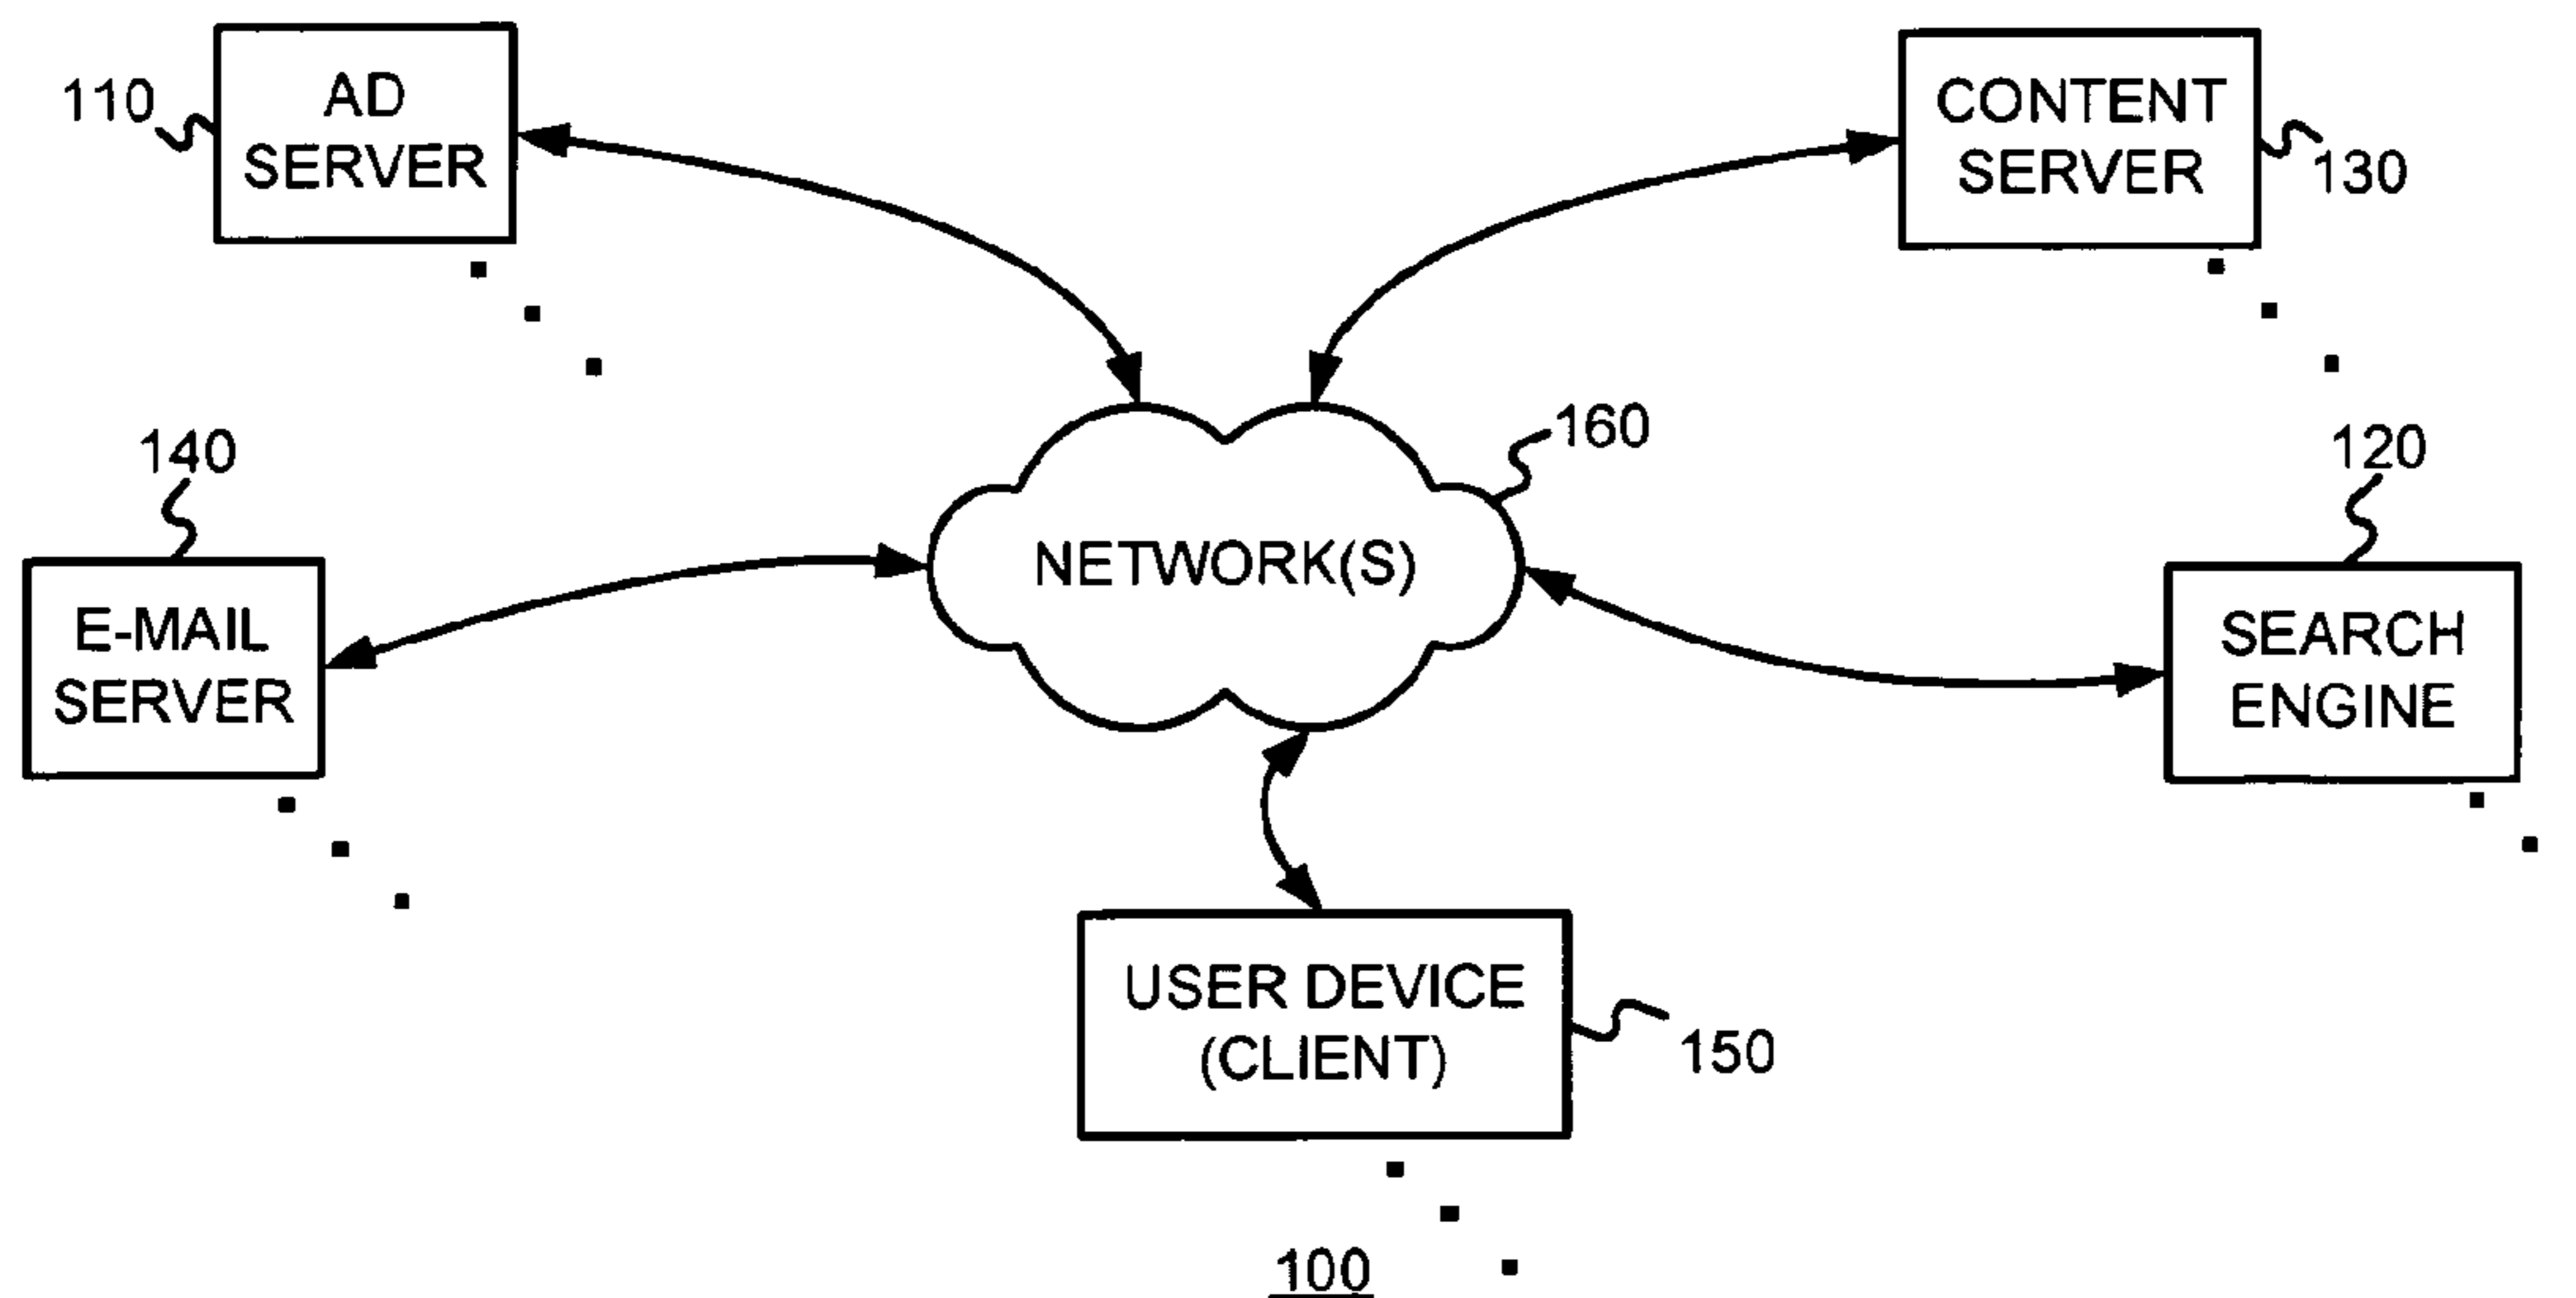 110
AD
SERVER
CONTENT
SERVER
130
140
160
120
E-MAIL
SERVER
NETWORK(S)
SEARCH
ENGINE
USER DEVICE
(CLIENT)
150
100